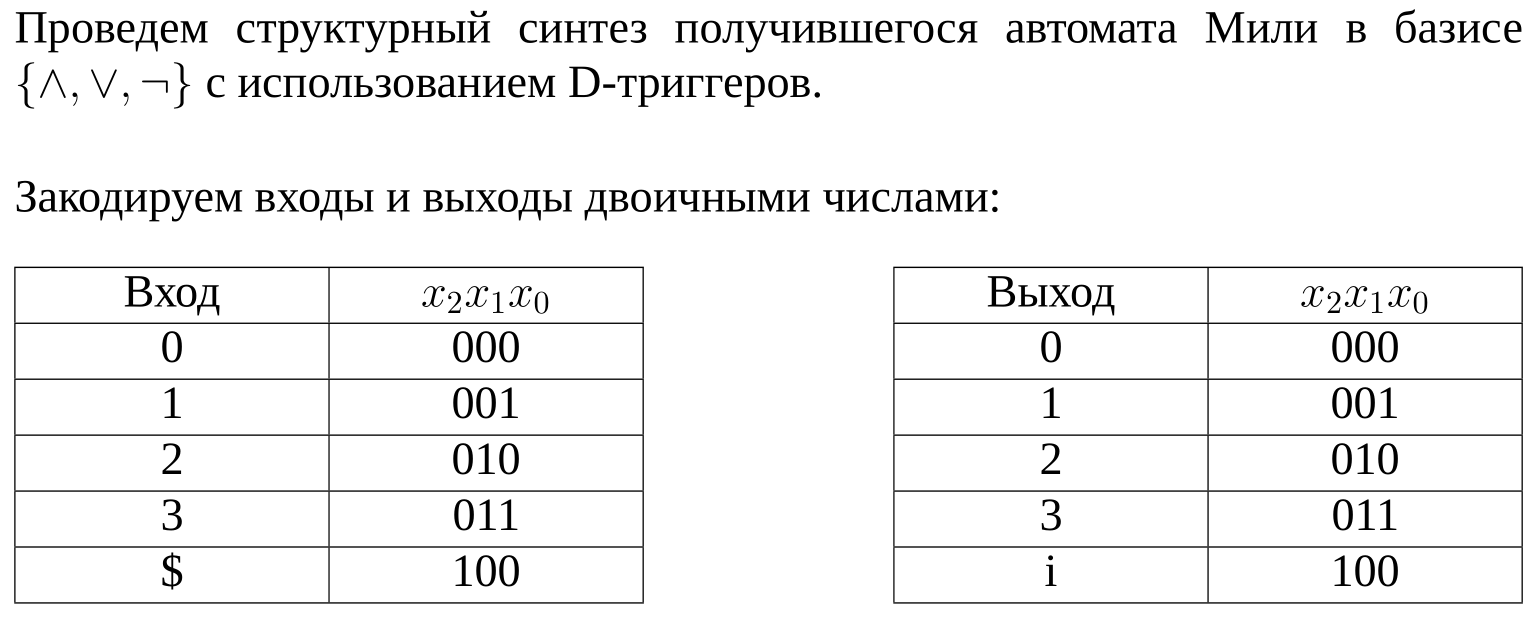 Проведем структурный синтез получившегося автомата Мили в базисе
{∧, ∨, ¬} с использованием D-триггеров.
Закодируем входы и выходы двоичными числами:
Вход x₂x₁x₀
0 000
1 001
2 010
3 011
$ 100
Выход x₂x₁x₀
0 000
1 001
2 010
3 011
i 100